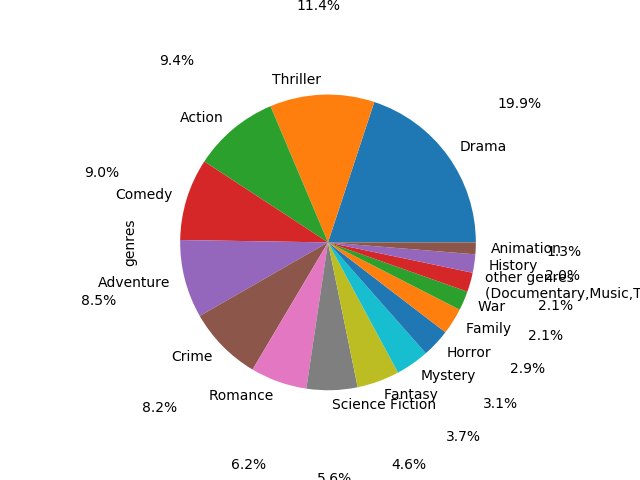 11.4%
9.4%
Thriller
19.9%
Action
Drama
9.0%
Comedy
genres
Animation
1.3%
History
2.0%
other genres
(Documentary,Music,T
Adventure
8.5%
War
2.1%
Family
2.1%
Horror
Crime
2.9%
Mystery
Romance
Fantasy
Science Fiction
8.2%
3.1%
3.7%
6.2%
4.6%
5.6%